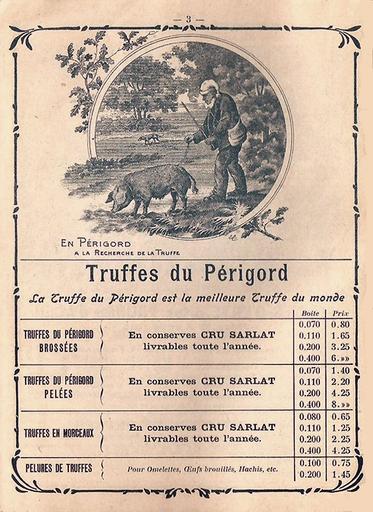 — 3 —
EN PÉRIGORD
A LA RECHERCHE DE LA TRUFFE
Truffes du Périgord
La Truffe du Périgord est la meilleure Truffe du monde
Boite Prix
TRUFFES DU PÉRIGORD
BROSSÉES
En conserves CRU SARLAT
livrables toute l'année.
0.070 0.80
0.110 1.65
0.200 3.25
0.400 6.»»
TRUFFES DU PÉRIGORD
PELÉES
En conserves CRU SARLAT
livrables toute l'année.
0.070 1.40
0.110 2.20
0.200 4.25
0.400 8.»»
TRUFFES EN MORCEAUX
En conserves CRU SARLAT
livrables toute l'année.
0.080 0.65
0.110 1.25
0.200 2.25
0.400 4.25
PELURES DE TRUFFES
Pour Omelettes, Œufs brouillés, Hachis, etc.
0.100 0.75
0.200 1.45